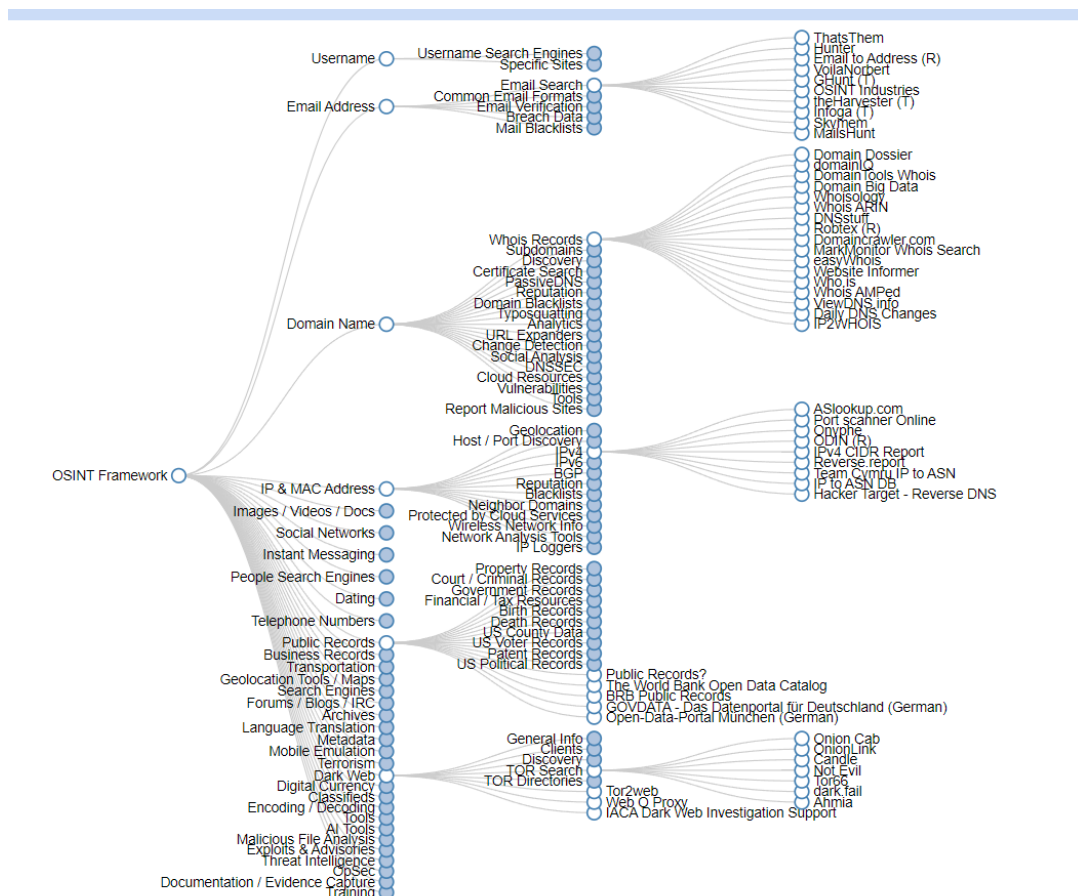 OSINT Framework
Username
Email Address
Domain Name
IP & MAC Address
Images / Videos / Docs
Social Networks
Instant Messaging
People Search Engines
Dating
Telephone Numbers
Public Records
Business Records
Transportation
Geolocation Tools / Maps
Search Engines
Forums / Blogs / IRC
Archives
Language Translation
Metadata
Mobile Emulation
Terrorism
Dark Web
Digital Currency
Classifieds
Encoding / Decoding
Tools
AI Tools
Malicious File Analysis
Exploits & Advisories
Threat Intelligence
OpSec
Documentation / Evidence Capture
Training
Username Search Engines
Specific Sites
Email Search
Common Email Formats
Email Verification
Breach Data
Mail Blacklists
Whois Records
Subdomains
Discovery
Certificate Search
PassiveDNS
Reputation
Domain Blacklists
Typosquatting
Analytics
URL Expanders
Change Detection
Social Analysis
DNSSEC
Cloud Resources
Vulnerabilities
Tools
Report Malicious Sites
Geolocation
Host / Port Discovery
IPv4
IPv6
BGP
Reputation
Blacklists
Neighbor Domains
Protected by Cloud Services
Wireless Network Info
Network Analysis Tools
IP Loggers
Property Records
Court / Criminal Records
Government Records
Financial / Tax Resources
Birth Records
Death Records
US County Data
US Voter Records
Patent Records
US Political Records
Public Records?
The World Bank Open Data Catalog
BRB Public Records
GOVDATA - Das Datenportal für Deutschland (German)
Open-Data-Portal München (German)
General Info
Clients
Discovery
TOR Search
TOR Directories
Tor2web
Web O Proxy
IACA Dark Web Investigation Support
ThatsThem
Hunter
Email to Address (R)
VoilaNorbert
GHunt (T)
OSINT Industries
theHarvester (T)
Infoga (T)
Skymem
MailsHunt
Domain Dossier
domainIQ
DomainTools Whois
Domain Big Data
Whoisology
Whois ARIN
DNSstuff
Robtex (R)
Domaincrawler.com
MarkMonitor Whois Search
easyWhois
Website Informer
Who.is
Whois AMPed
ViewDNS.info
Daily DNS Changes
IP2WHOIS
ASlookup.com
Port scanner Online
Onyphe
ODIN (R)
IPv4 CIDR Report
Reverse.report
Team Cymru IP to ASN
IP to ASN DB
Hacker Target - Reverse DNS
Onion Cab
OnionLink
Candle
Not Evil
Tor66
dark.fail
Ahmia